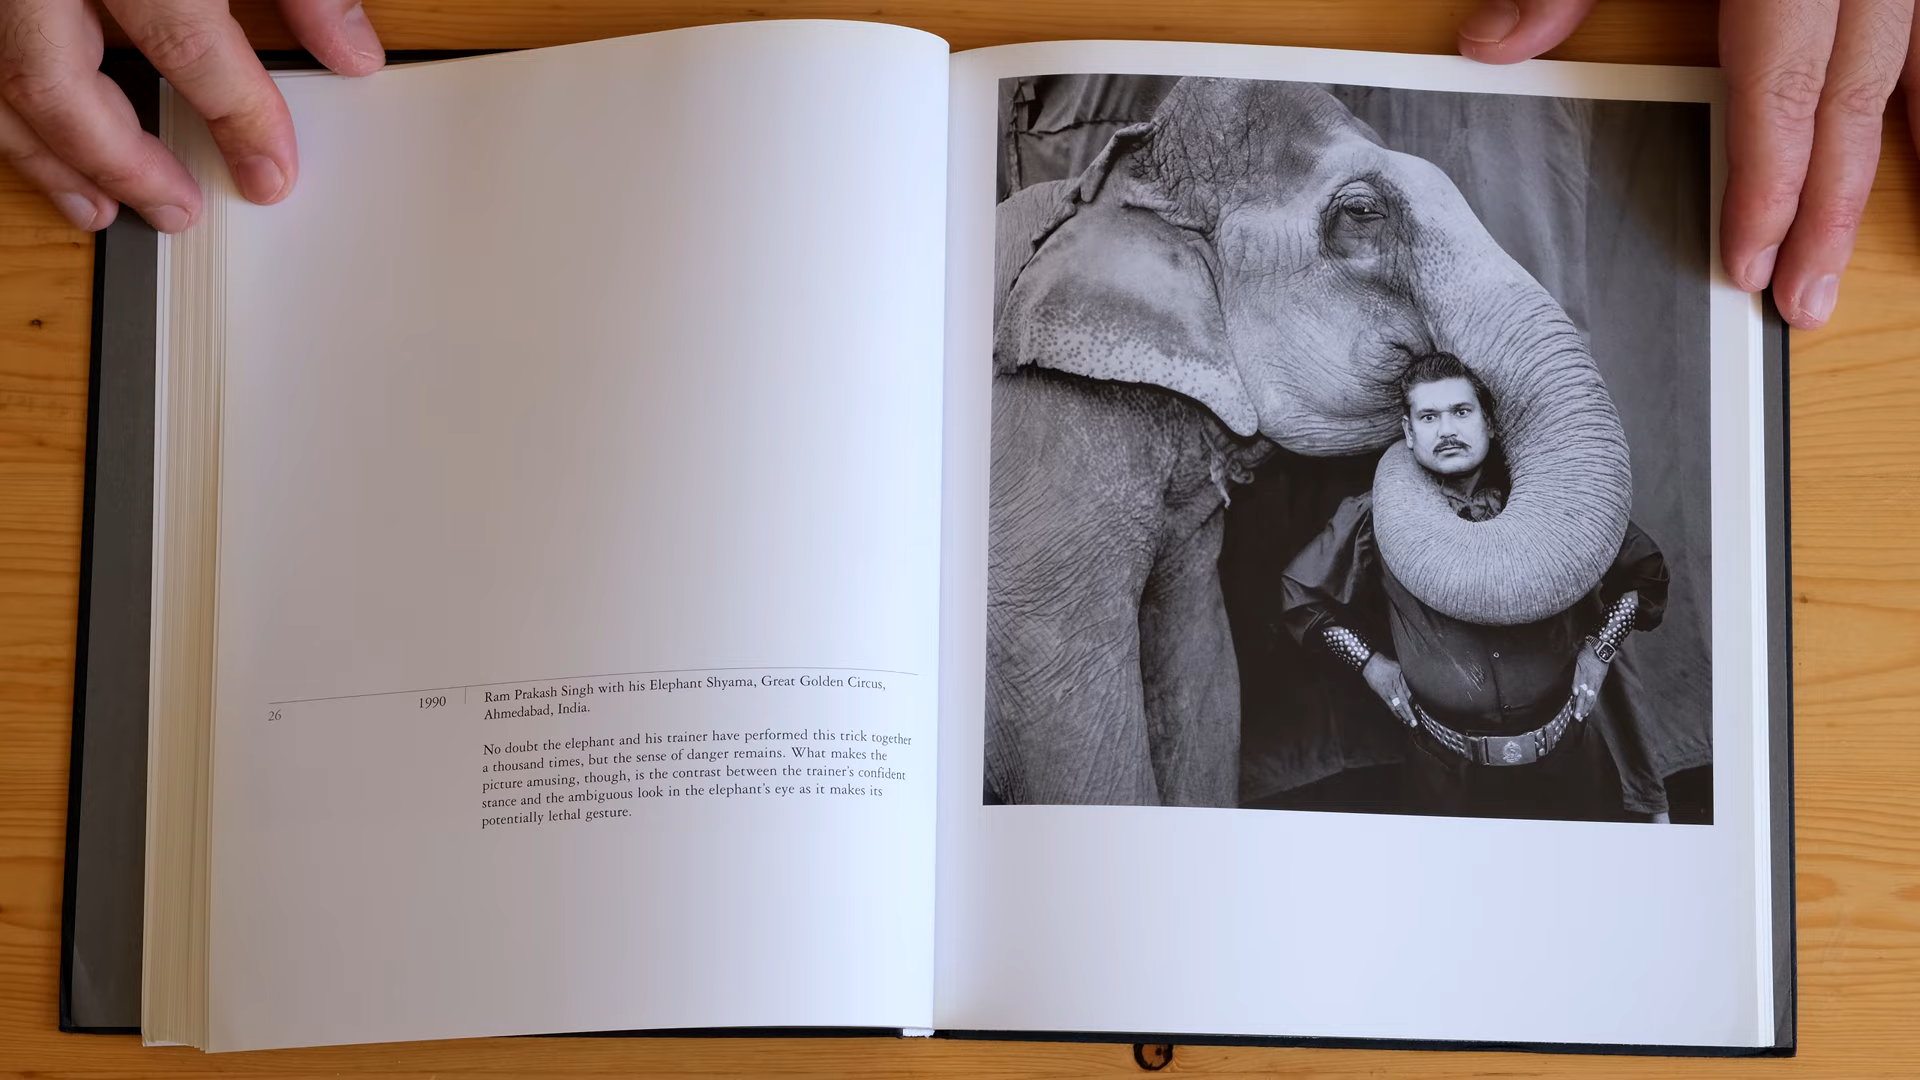 26
1990
Ram Prakash Singh with his Elephant Shyama, Great Golden Circus,
Ahmedabad, India.
No doubt the elephant and his trainer have performed this trick together
a thousand times, but the sense of danger remains. What makes the
picture amusing, though, is the contrast between the trainer's confident
stance and the ambiguous look in the elephant's eye as it makes its
potentially lethal gesture.